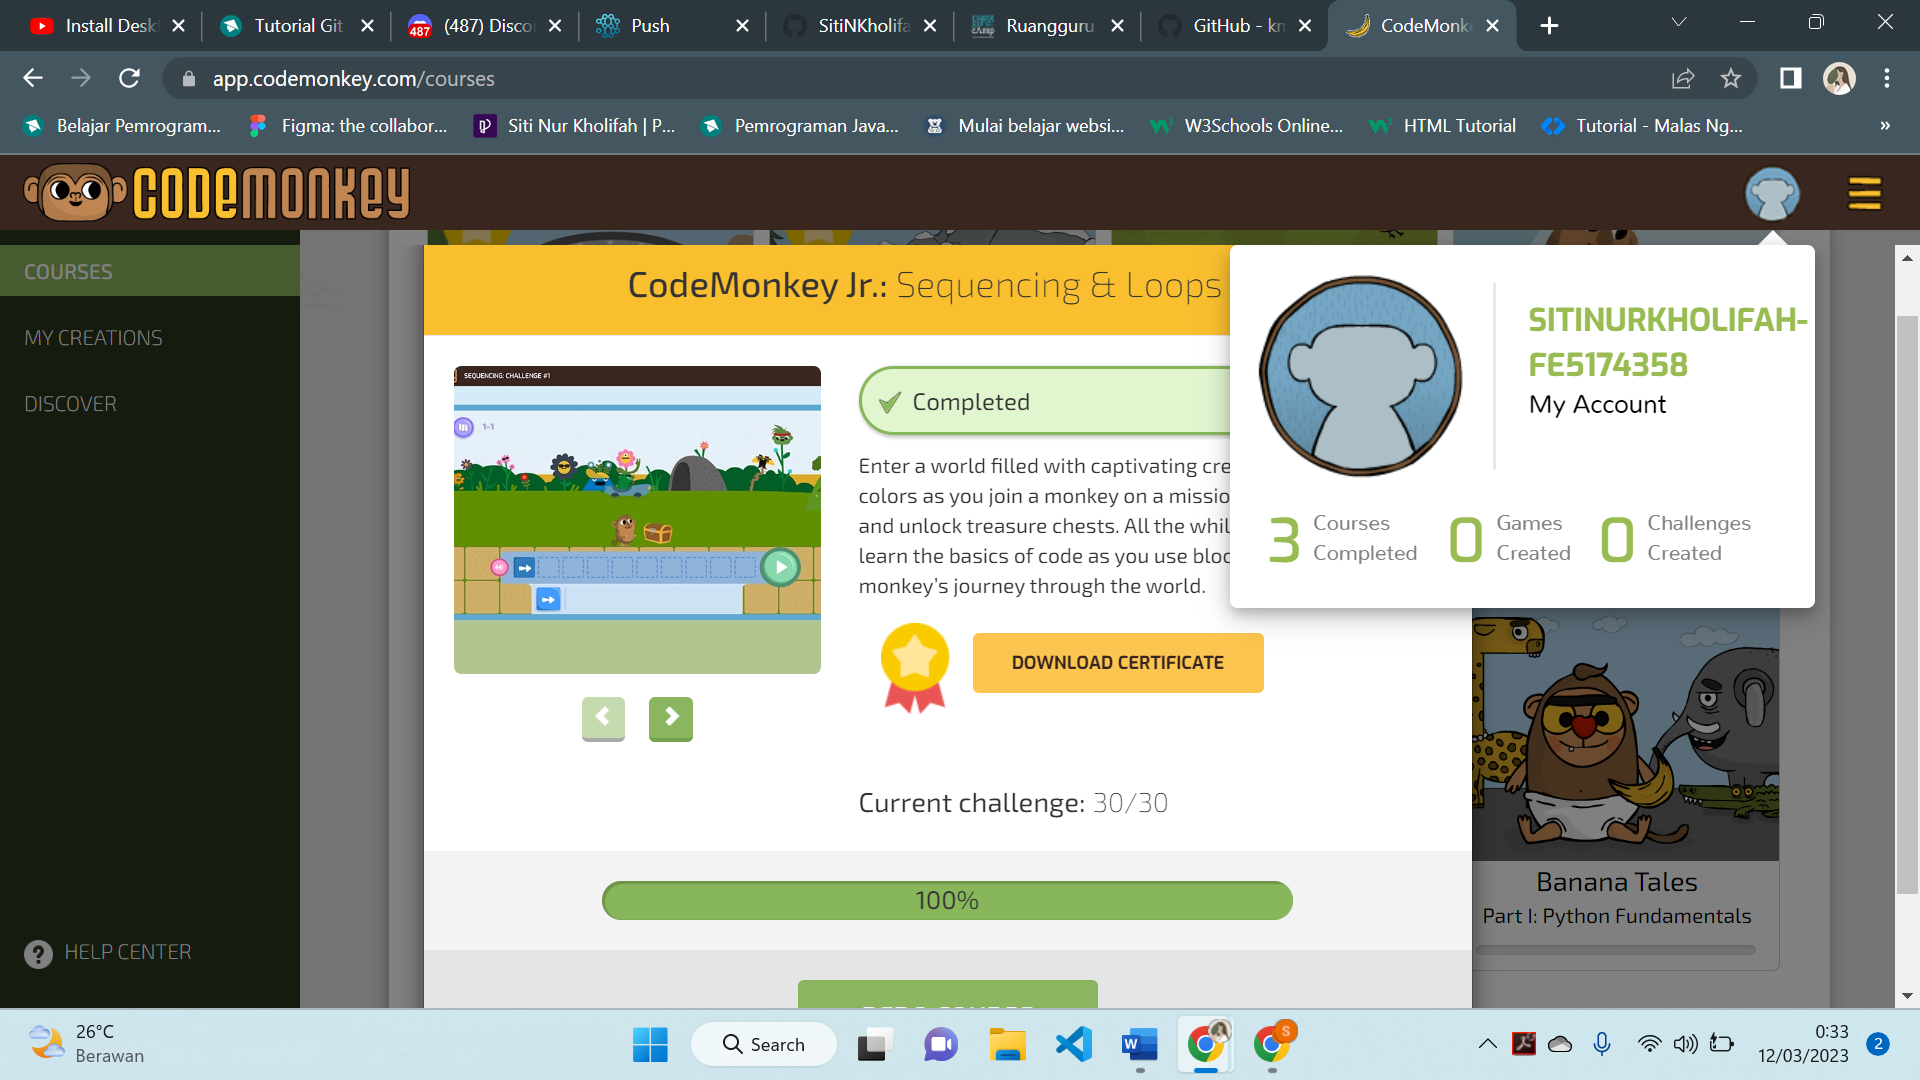 Install Desk
Tutorial Git
487
(487) Disco
Push
SitiNKholifa
Ruangguru
GitHub - kn
CodeMonke
app.codemonkey.com/courses
Belajar Pemrogram...
Figma: the collabor...
Siti Nur Kholifah | P...
Pemrograman Java...
Mulai belajar websi...
W3Schools Online...
HTML Tutorial
Tutorial - Malas Ng...
»
CODEMONKEY
COURSES
MY CREATIONS
DISCOVER
HELP CENTER
CodeMonkey Jr.: Sequencing & Loops
SEQUENCING: CHALLENGE #1
1-1
Completed
Enter a world filled with captivating cre
colors as you join a monkey on a missio
and unlock treasure chests. All the whil
learn the basics of code as you use bloc
monkey's journey through the world.
DOWNLOAD CERTIFICATE
Current challenge: 30/30
100%
SITINURKHOLIFAH-
FE5174358
My Account
3 Courses Completed
0 Games Created
0 Challenges Created
Banana Tales
Part I: Python Fundamentals
26°C
Berawan
Search
S
0:33
12/03/2023
2